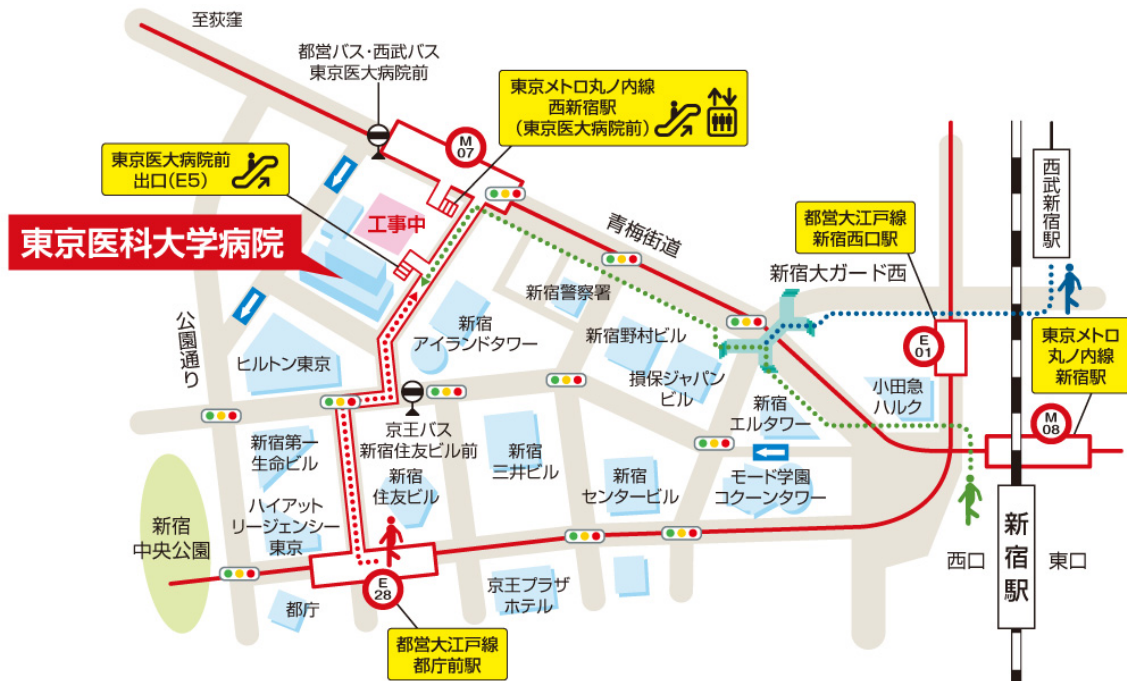 至荻窪
都営バス・西武バス
東京医大病院前
東京メトロ丸ノ内線
西新宿駅
(東京医大病院前)
M
07
東京医大病院前
出口(E5)
工事中
東京医科大学病院
青梅街道
都営大江戸線
新宿西口駅
西武新宿駅
新宿大ガード西
新宿警察署
公園通り
新宿
アイランドタワー
新宿野村ビル
E
01
東京メトロ
丸ノ内線
新宿駅
ヒルトン東京
損保ジャパン
ビル
小田急
ハルク
新宿
エルタワー
M
08
京王バス
新宿住友ビル前
新宿第一
生命ビル
新宿
三井ビル
新宿
住友ビル
新宿
センタービル
モード学園
コクーンタワー
ハイアット
リージェンシー
東京
新宿
中央公園
西口
新宿駅
東口
E
28
京王プラザ
ホテル
都庁
都営大江戸線
都庁前駅